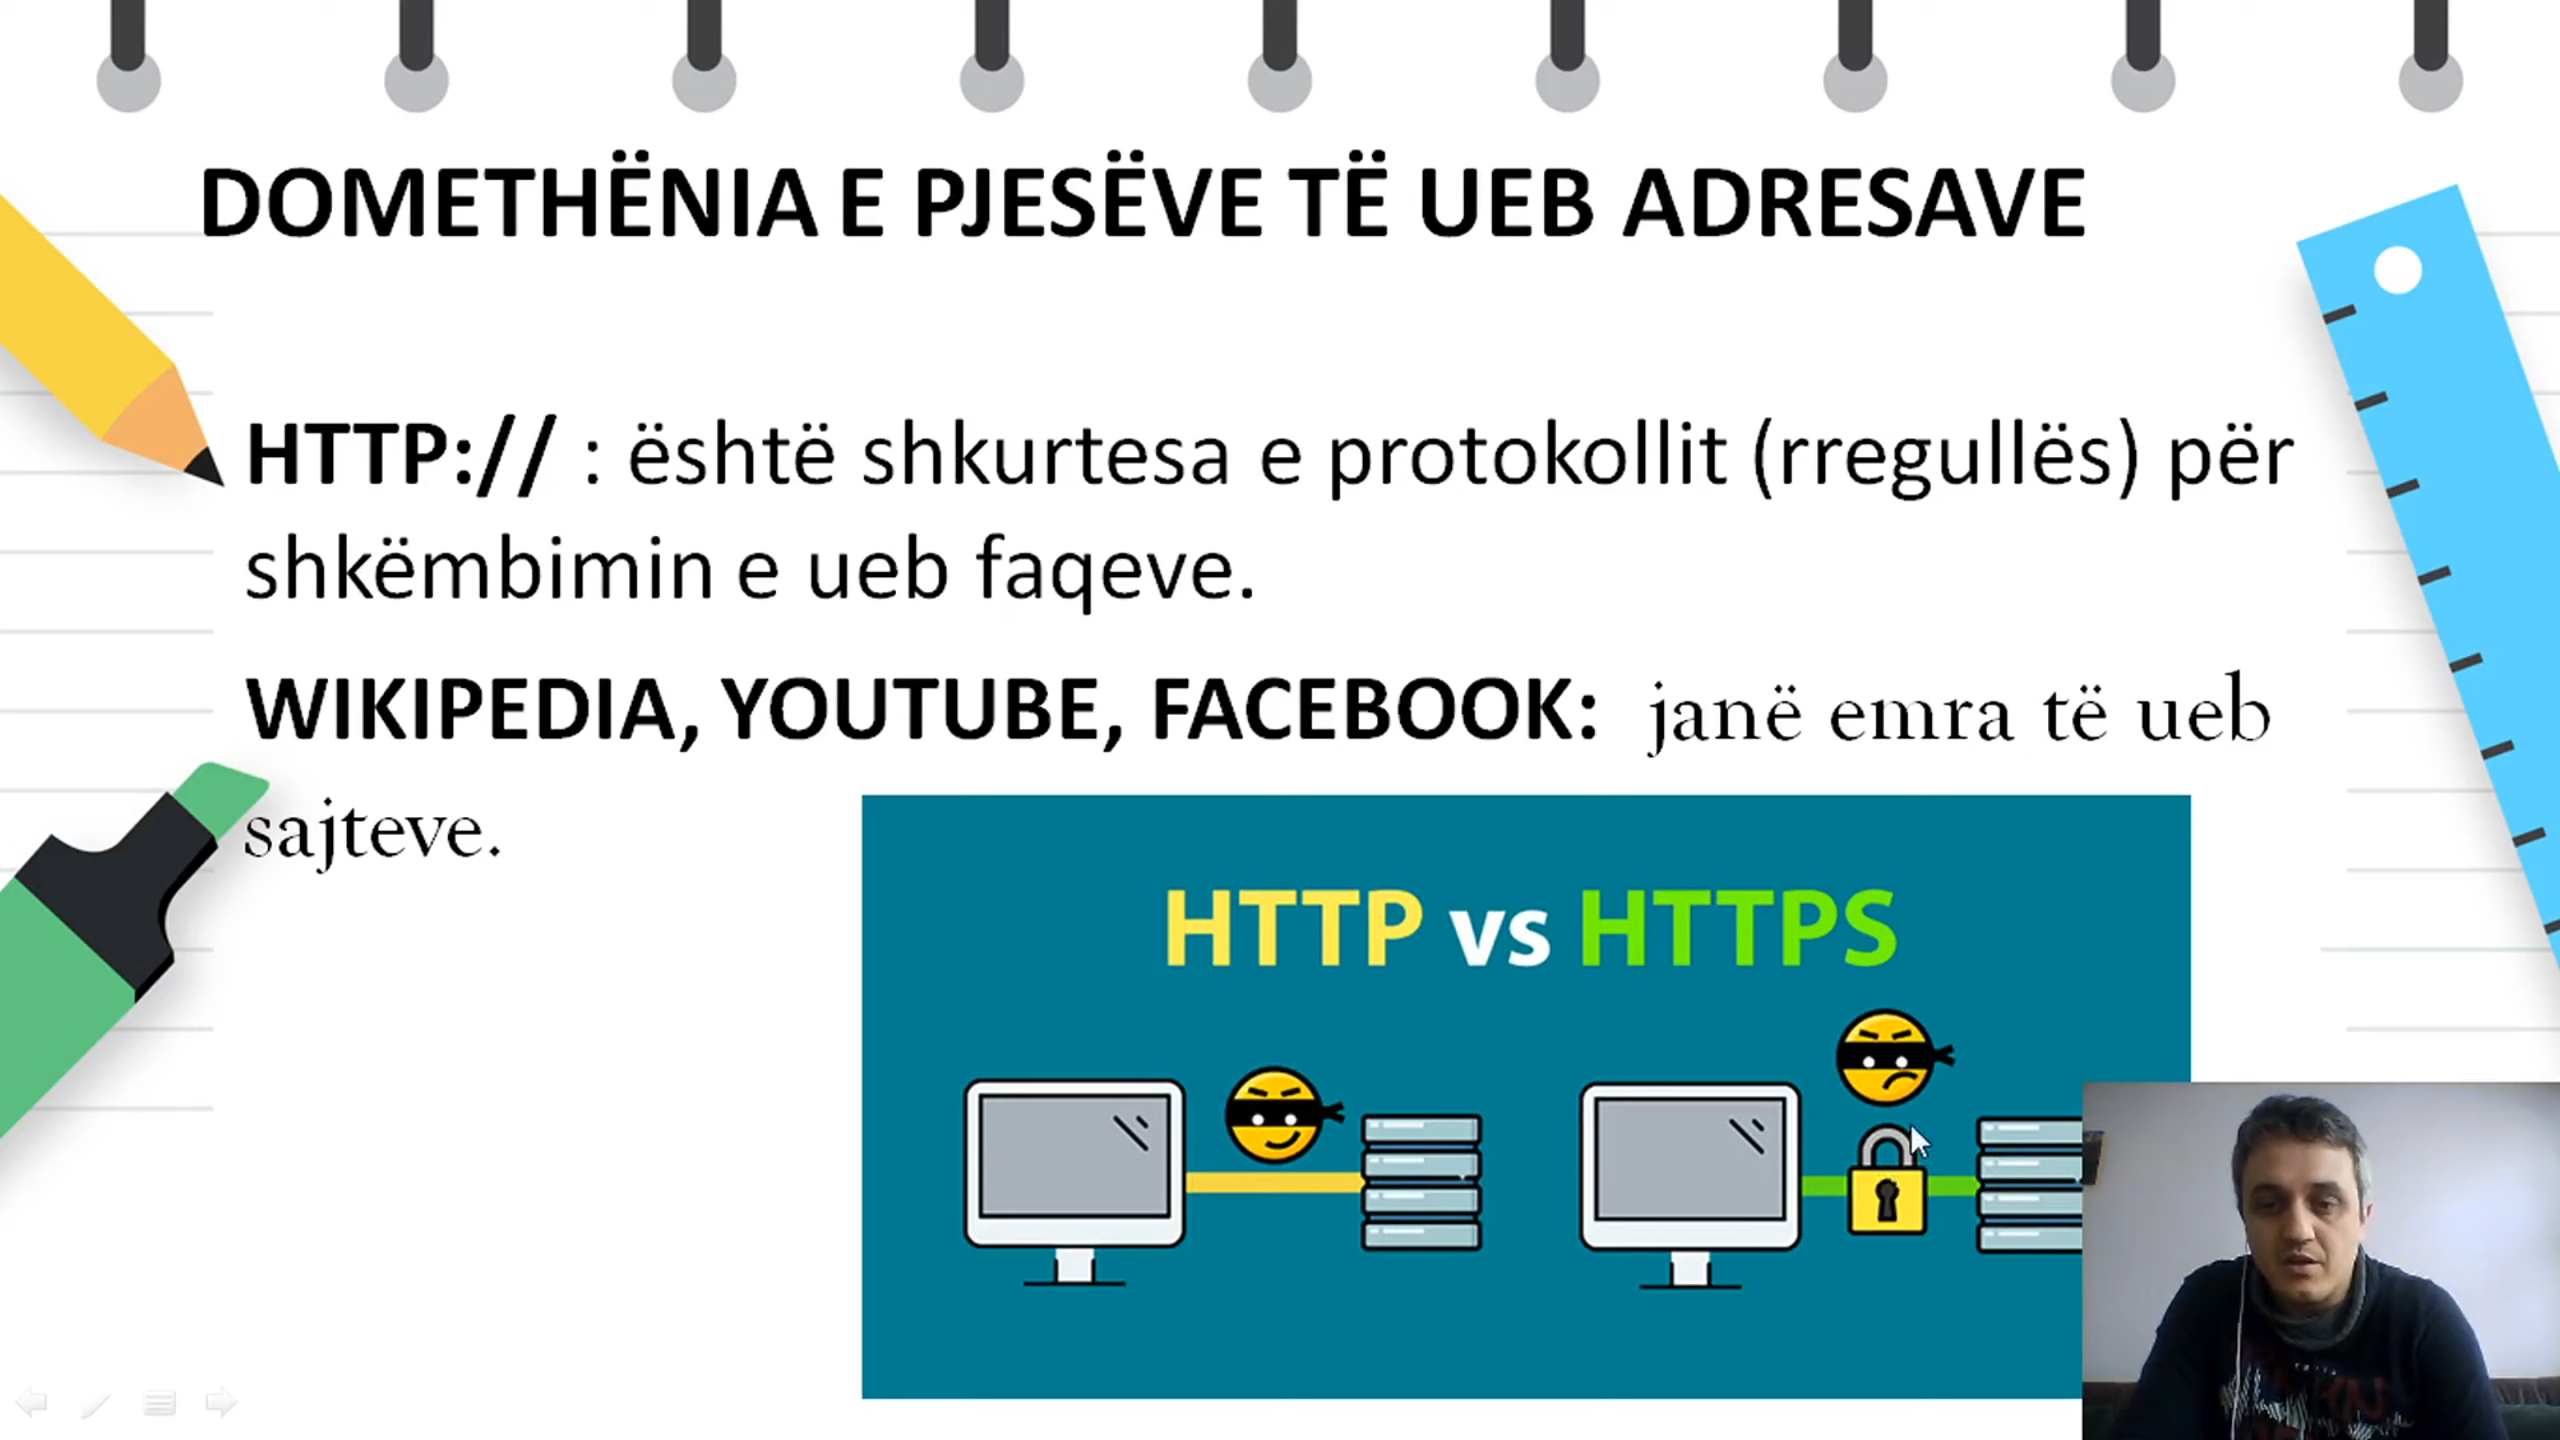 DOMETHËNIA E PJESËVE TË UEB ADRESAVE
HTTP:// : është shkurtesa e protokollit (rregullës) për
shkëmbimin e ueb faqeve.
WIKIPEDIA, YOUTUBE, FACEBOOK: janë emra të ueb
sajteve.
HTTP vs HTTPS